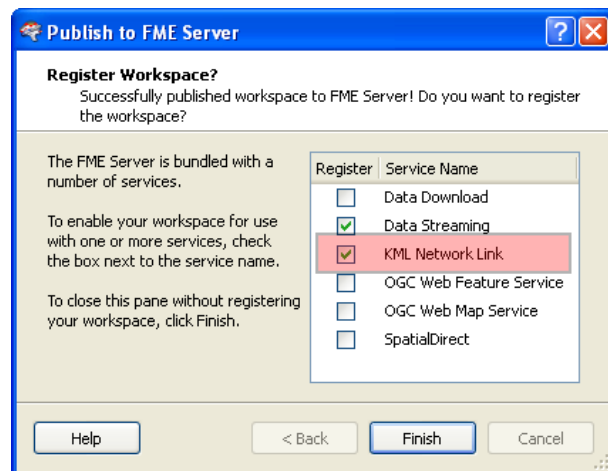 Publish to FME Server
Register Workspace?
Successfully published workspace to FME Server! Do you want to register
the workspace?
The FME Server is bundled with a
number of services.
To enable your workspace for use
with one or more services, check
the box next to the service name.
To close this pane without registering
your workspace, click Finish.
Register Service Name
Data Download
Data Streaming
KML Network Link
OGC Web Feature Service
OGC Web Map Service
SpatialDirect
Help
< Back
Finish
Cancel